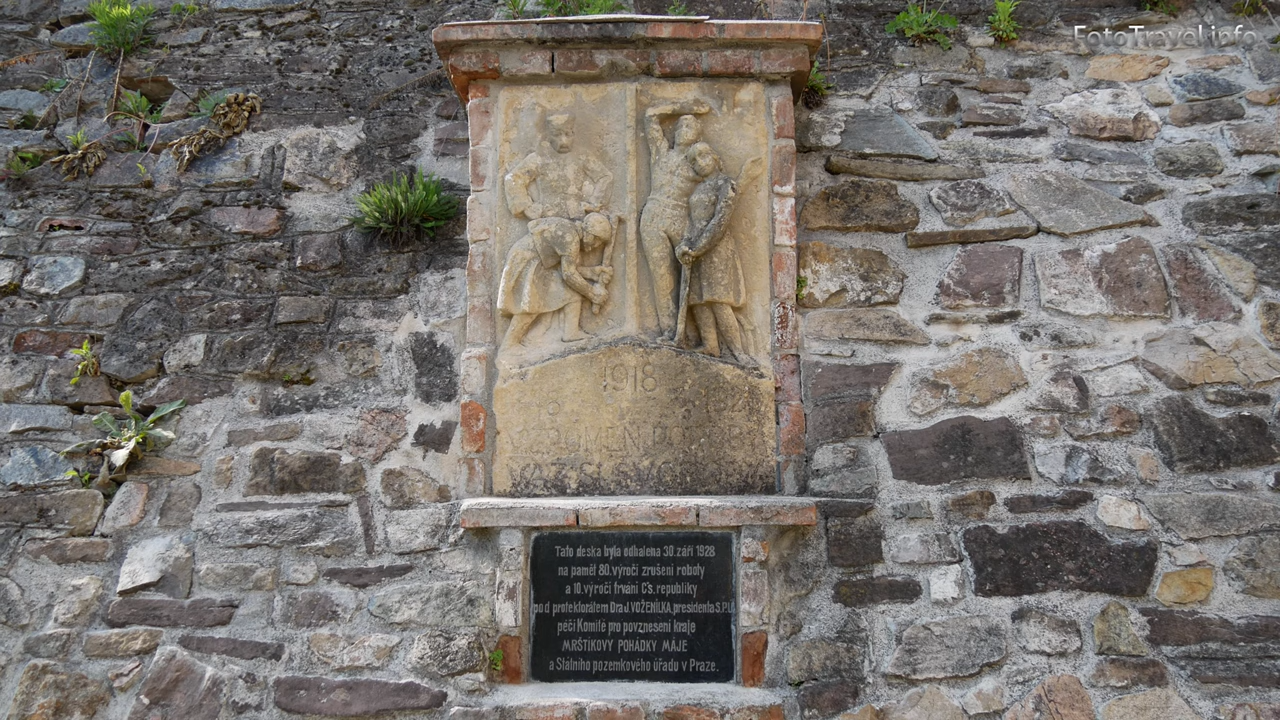 FotoTravel.info
1918
Tato deska byla odhalena 30. září 1928
na paměť 80. výročí zrušení roboty
a 10. výročí trvání Čs. republiky
pod protektorátem Dra J. VOŽENÍLKA, presidenta S.P.Ú.
péčí Komité pro povznesení kraje
MRŠTÍKOVY POHÁDKY MÁJE
a Státního pozemkového úřadu v Praze.